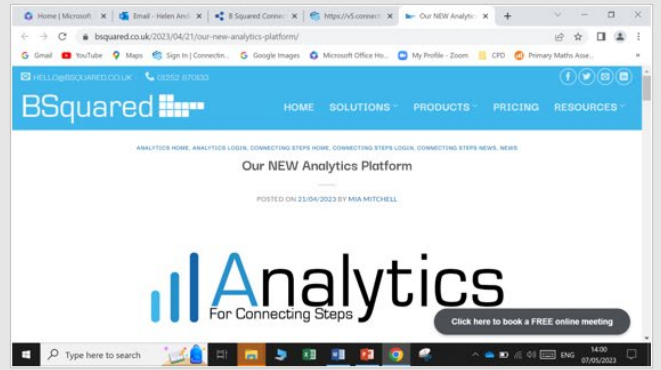 Home | Microsoft
Email - Helen And
B Squared Connec
https://v5.connect
Our NEW Analytic
bsquared.co.uk/2023/04/21/our-new-analytics-platform/
Gmail YouTube Maps Sign In | Connectin... Google Images Microsoft Office Ho... My Profile - Zoom CPD Primary Maths Asse...
HELLO@BSQUARED.CO.UK 01252 870133
BSquared
HOME SOLUTIONS PRODUCTS PRICING RESOURCES
ANALYTICS HOME, ANALYTICS LOGIN, CONNECTING STEPS HOME, CONNECTING STEPS LOGIN, CONNECTING STEPS NEWS, NEWS
Our NEW Analytics Platform
POSTED ON 21/04/2023 BY MIA MITCHELL
Analytics
For Connecting Steps
Click here to book a FREE online meeting
Type here to search
ENG
14:00
07/05/2023